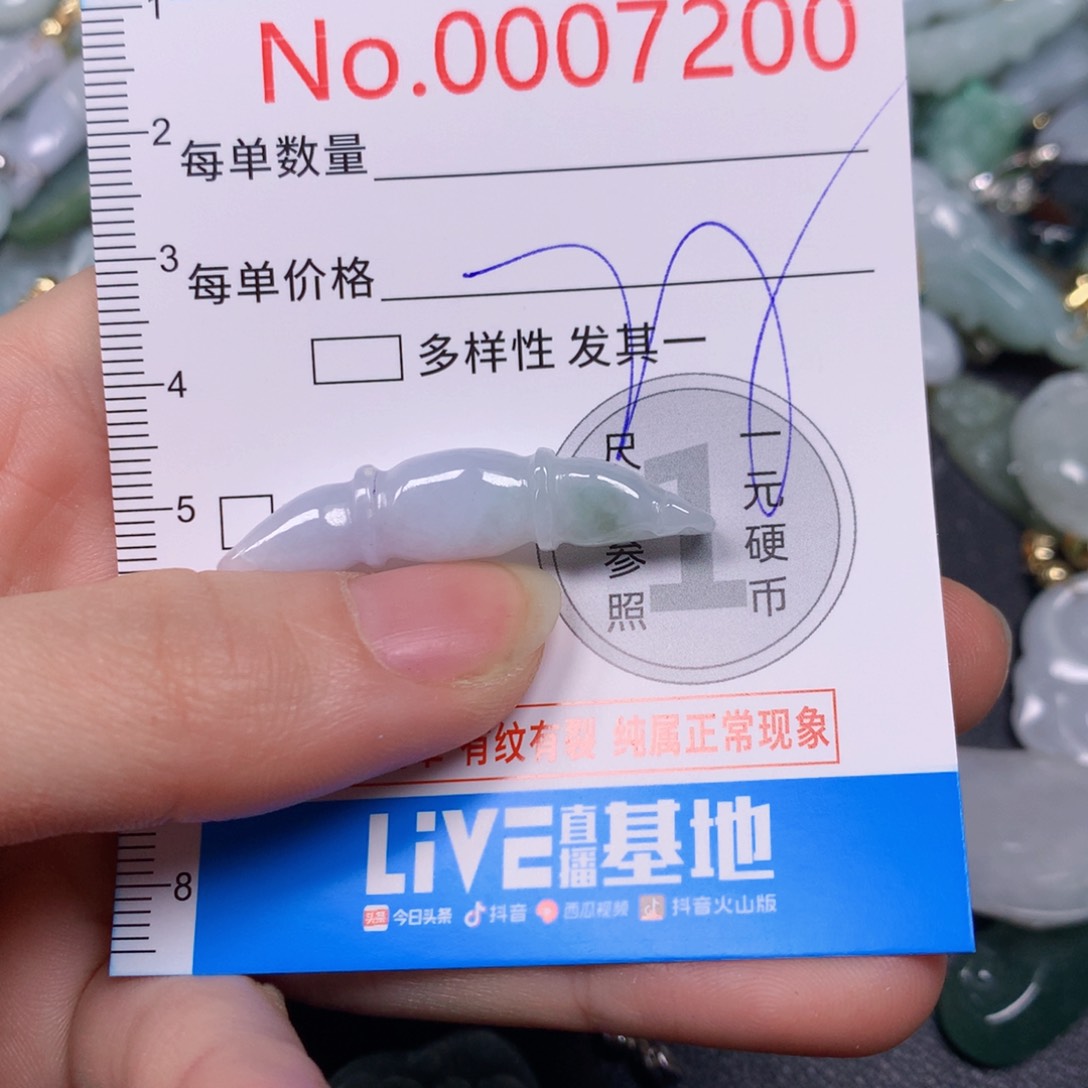 No.0007200
1
2
每单数量
3
每单价格
多样性 发其一
4
5
尺
参照
1
一元硬币
有纹有裂 纯属正常现象
LiVE直播基地
8
头条 今日头条 抖音 西瓜视频 抖音火山版